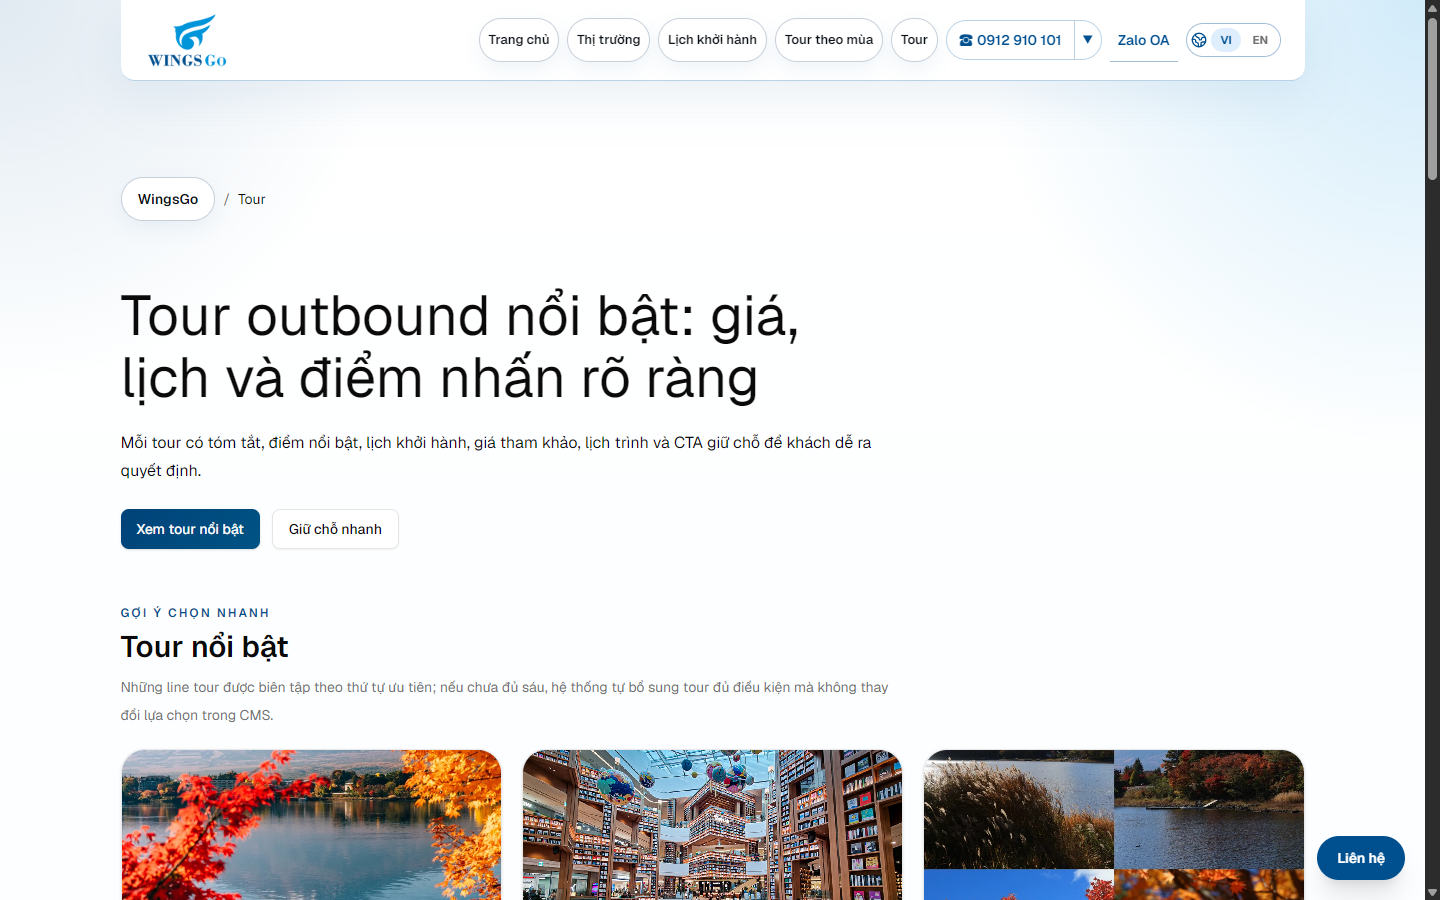 WINGS GO
Trang chủ
Thị trường
Lịch khởi hành
Tour theo mùa
Tour
☎ 0912 910 101
▼
Zalo OA
VI
EN
WingsGo / Tour
Tour outbound nổi bật: giá,
lịch và điểm nhấn rõ ràng
Mỗi tour có tóm tắt, điểm nổi bật, lịch khởi hành, giá tham khảo, lịch trình và CTA giữ chỗ để khách dễ ra
quyết định.
Xem tour nổi bật
Giữ chỗ nhanh
GỢI Ý CHỌN NHANH
Tour nổi bật
Những line tour được biên tập theo thứ tự ưu tiên; nếu chưa đủ sáu, hệ thống tự bổ sung tour đủ điều kiện mà không thay
đổi lựa chọn trong CMS.
Liên hệ